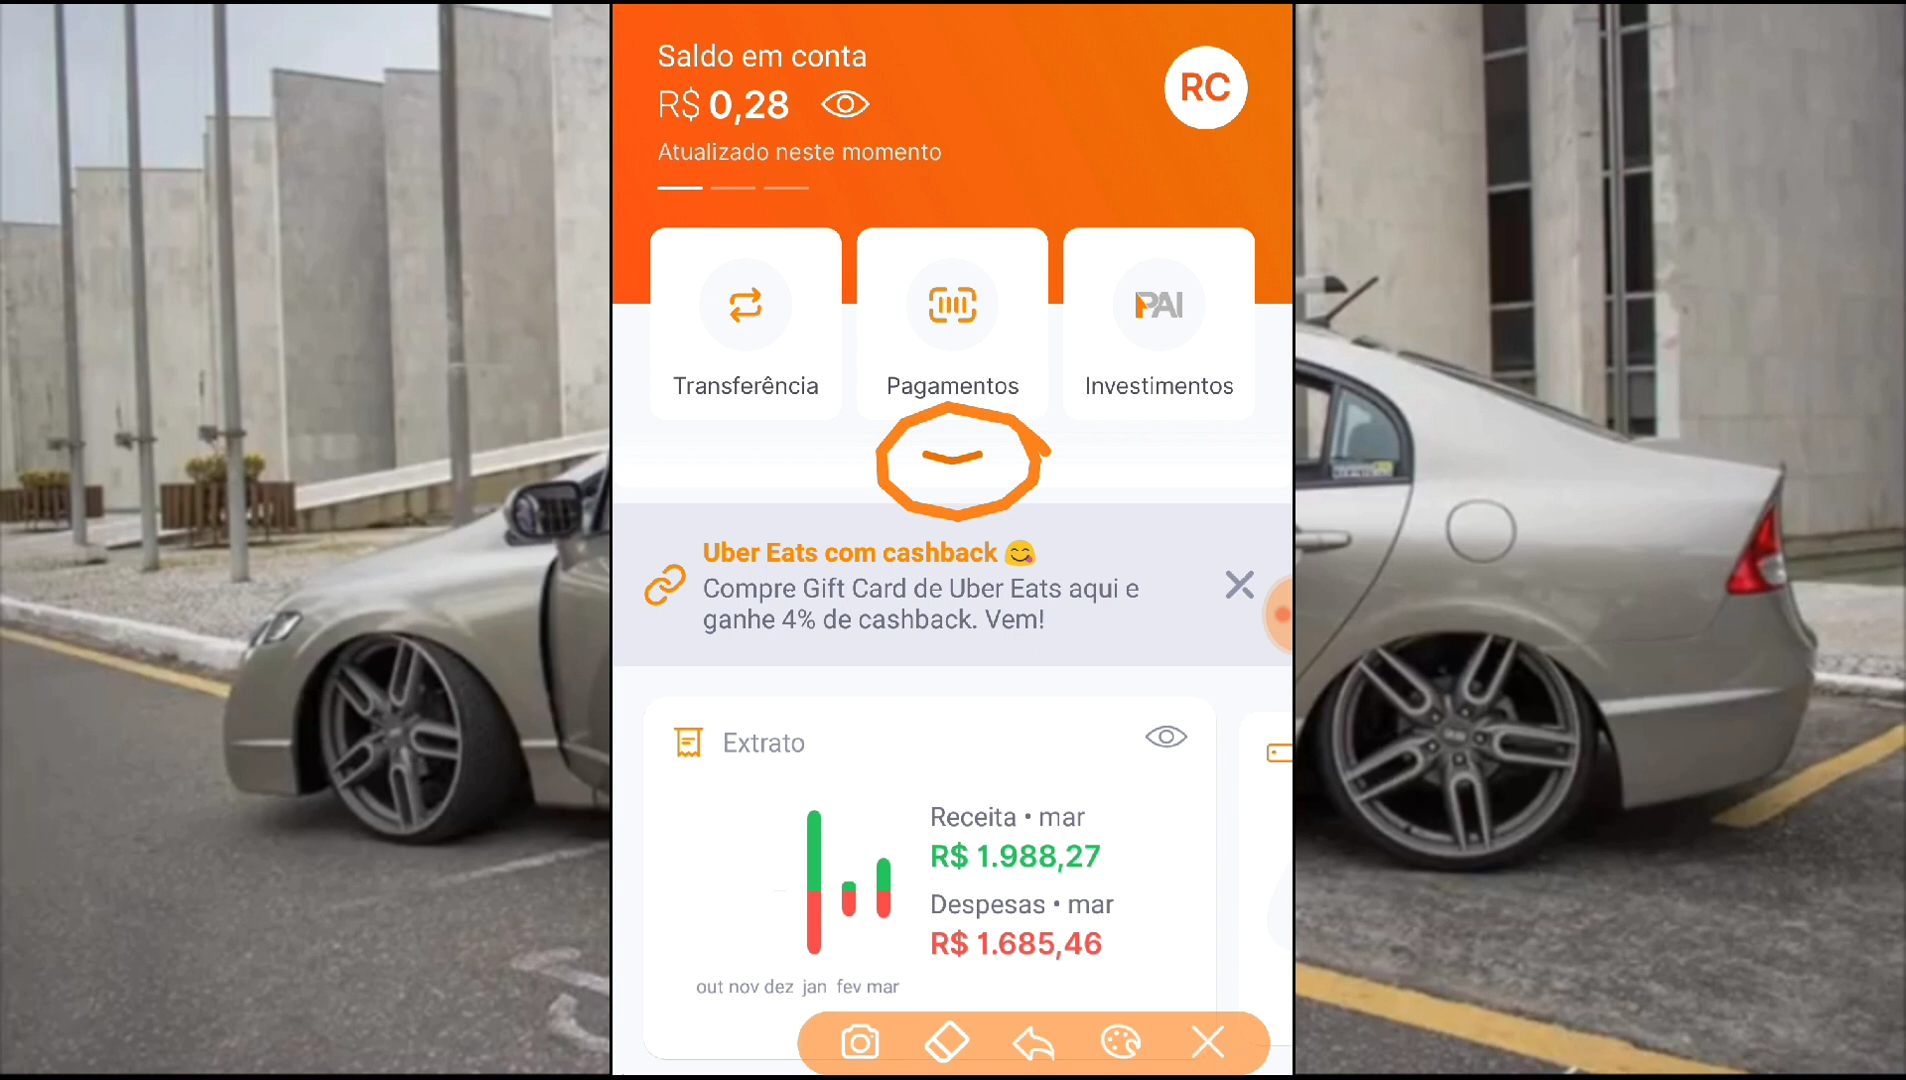 Saldo em conta
R$ 0,28
RC
Atualizado neste momento
PAI
Transferência
Pagamentos
Investimentos
Uber Eats com cashback 😋
Compre Gift Card de Uber Eats aqui e
ganhe 4% de cashback. Vem!
Extrato
Receita • mar
R$ 1.988,27
Despesas • mar
R$ 1.685,46
out nov dez jan fev mar